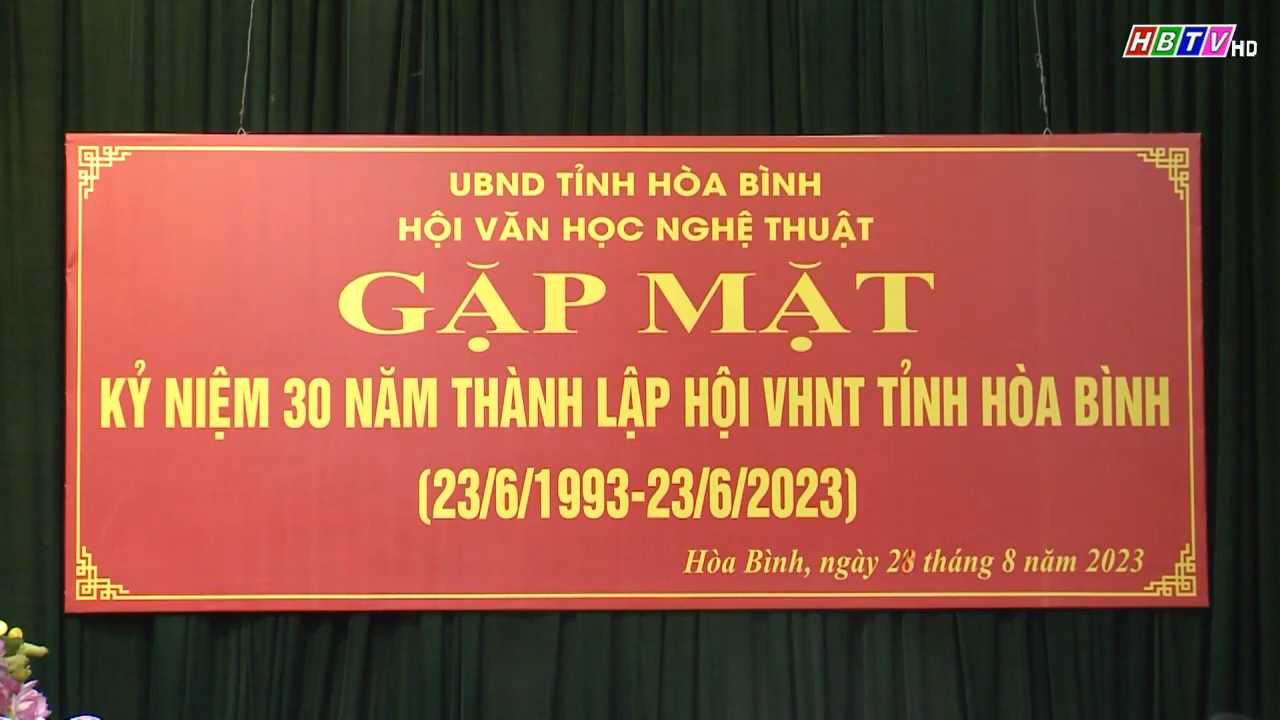 HBTV HD
UBND TỈNH HÒA BÌNH
HỘI VĂN HỌC NGHỆ THUẬT
GẶP MẶT
KỶ NIỆM 30 NĂM THÀNH LẬP HỘI VHNT TỈNH HÒA BÌNH
(23/6/1993-23/6/2023)
Hòa Bình, ngày 28 tháng 8 năm 2023